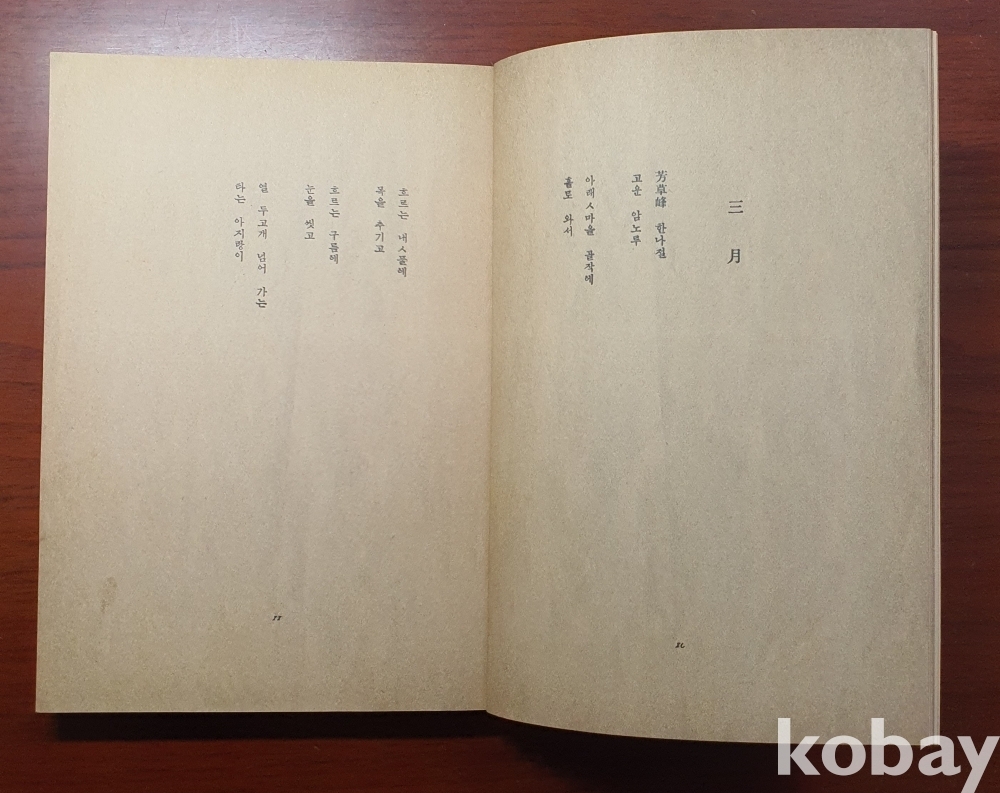 三月
芳草峰 한나절
고운 암노루
아래ㅅ마을 골작에
홀로 와서
흐르는 내ㅅ물에
목을 추기고
흐르는 구름에
눈을 씻고
열 두고개 넘어 가는
타는 아지랑이
kobay